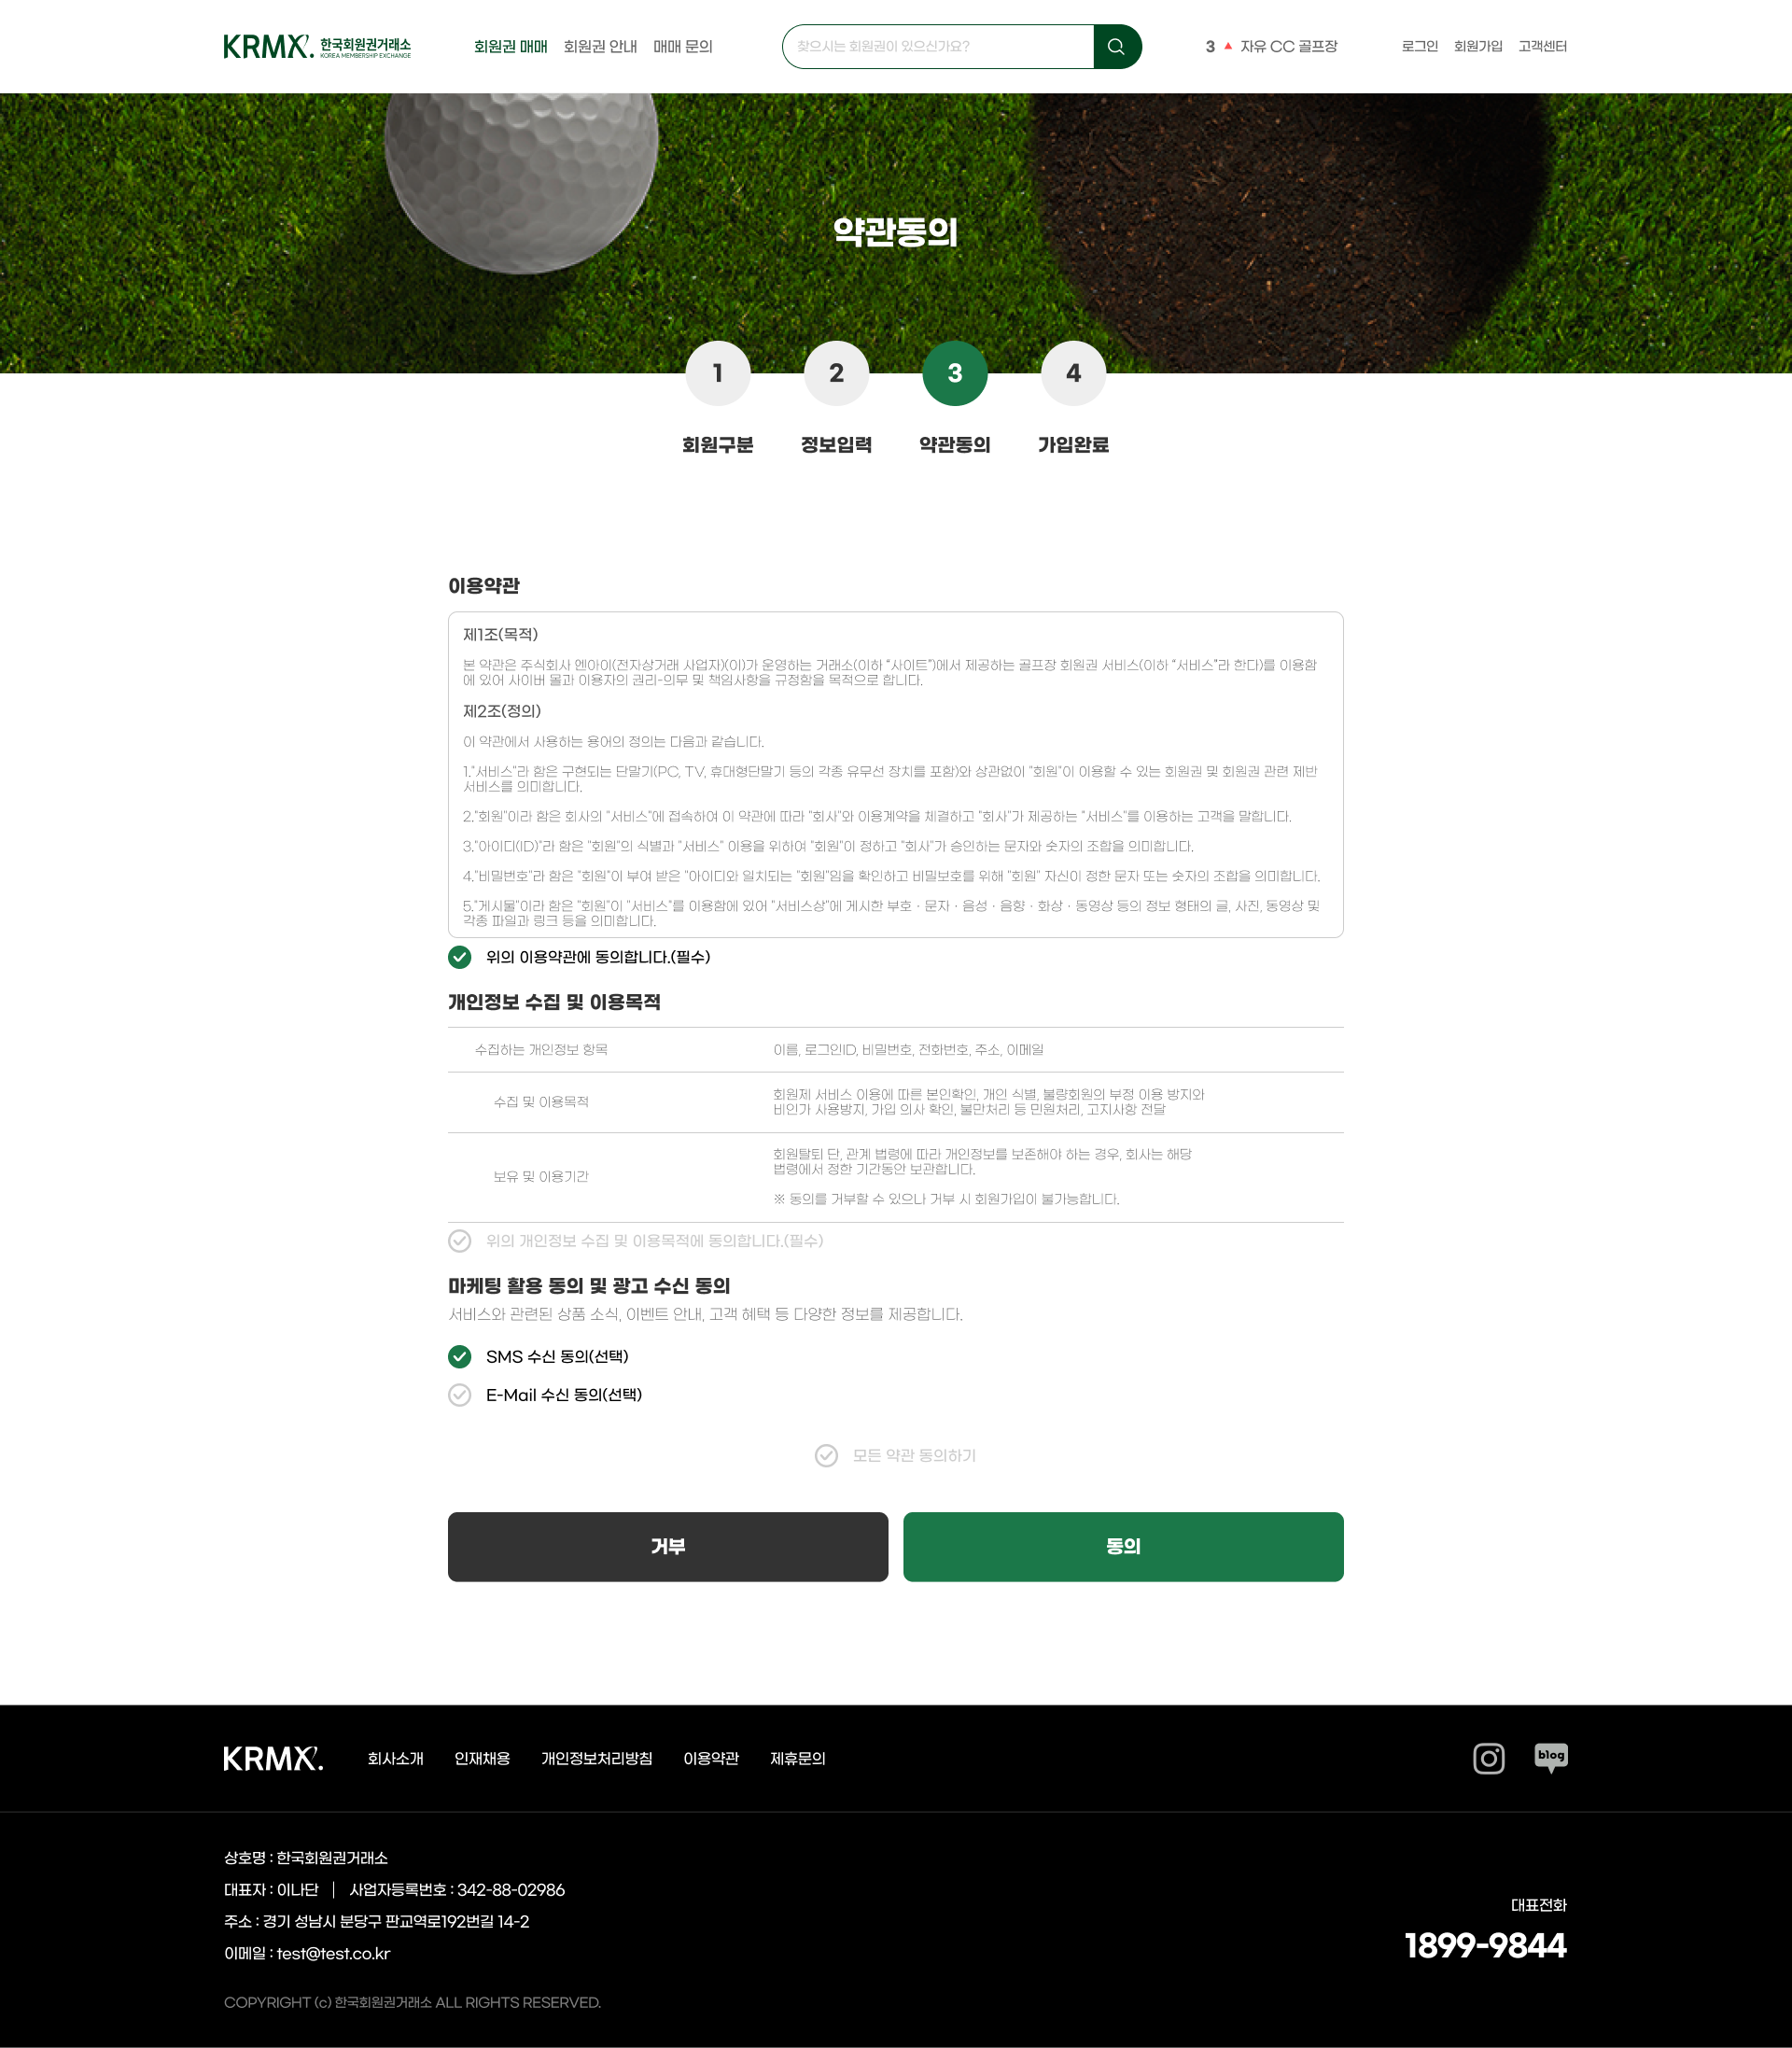 KRMX. 한국회원권거래소
KOREA MEMBERSHIP EXCHANGE
회원권 매매 회원권 안내 매매 문의
찾으시는 회원권이 있으신가요?
3 자유 CC 골프장
로그인 회원가입 고객센터
약관동의
1 2 3 4
회원구분 정보입력 약관동의 가입완료
이용약관
제1조(목적)
본 약관은 주식회사 엔아이(전자상거래 사업자)(이)가 운영하는 거래소(이하 “사이트”)에서 제공하는 골프장 회원권 서비스(이하 “서비스”라 한다)를 이용함
에 있어 사이버 몰과 이용자의 권리-의무 및 책임사항을 규정함을 목적으로 합니다.
제2조(정의)
이 약관에서 사용하는 용어의 정의는 다음과 같습니다.
1."서비스"라 함은 구현되는 단말기(PC, TV, 휴대형단말기 등의 각종 유무선 장치를 포함)와 상관없이 "회원"이 이용할 수 있는 회원권 및 회원권 관련 제반
서비스를 의미합니다.
2."회원"이라 함은 회사의 "서비스"에 접속하여 이 약관에 따라 "회사"와 이용계약을 체결하고 "회사"가 제공하는 "서비스"를 이용하는 고객을 말합니다.
3."아이디(ID)"라 함은 "회원"의 식별과 "서비스" 이용을 위하여 "회원"이 정하고 "회사"가 승인하는 문자와 숫자의 조합을 의미합니다.
4."비밀번호"라 함은 "회원"이 부여 받은 "아이디와 일치되는 "회원"임을 확인하고 비밀보호를 위해 "회원" 자신이 정한 문자 또는 숫자의 조합을 의미합니다.
5."게시물"이라 함은 "회원"이 "서비스"를 이용함에 있어 "서비스상"에 게시한 부호 · 문자 · 음성 · 음향 · 화상 · 동영상 등의 정보 형태의 글, 사진, 동영상 및
각종 파일과 링크 등을 의미합니다.
위의 이용약관에 동의합니다.(필수)
개인정보 수집 및 이용목적
수집하는 개인정보 항목
이름, 로그인ID, 비밀번호, 전화번호, 주소, 이메일
수집 및 이용목적
회원제 서비스 이용에 따른 본인확인, 개인 식별, 불량회원의 부정 이용 방지와
비인가 사용방지, 가입 의사 확인, 불만처리 등 민원처리, 고지사항 전달
보유 및 이용기간
회원탈퇴 단, 관계 법령에 따라 개인정보를 보존해야 하는 경우, 회사는 해당
법령에서 정한 기간동안 보관합니다.
※ 동의를 거부할 수 있으나 거부 시 회원가입이 불가능합니다.
위의 개인정보 수집 및 이용목적에 동의합니다.(필수)
마케팅 활용 동의 및 광고 수신 동의
서비스와 관련된 상품 소식, 이벤트 안내, 고객 혜택 등 다양한 정보를 제공합니다.
SMS 수신 동의(선택)
E-Mail 수신 동의(선택)
모든 약관 동의하기
거부 동의
KRMX. 회사소개 인재채용 개인정보처리방침 이용약관 제휴문의
blog
상호명 : 한국회원권거래소
대표자 : 이나단 | 사업자등록번호 : 342-88-02986
주소 : 경기 성남시 분당구 판교역로192번길 14-2
이메일 : test@test.co.kr
대표전화
1899-9844
COPYRIGHT (c) 한국회원권거래소 ALL RIGHTS RESERVED.